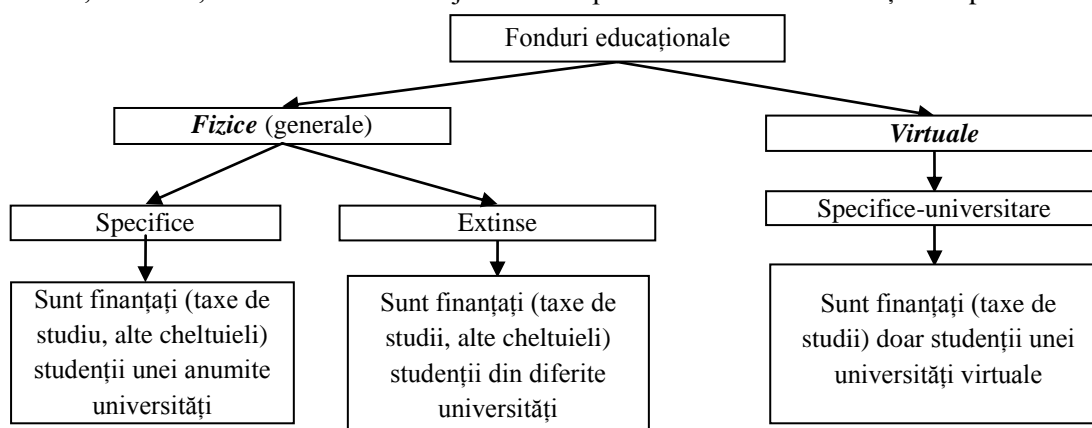 Fonduri educaționale
Fizice (generale)
Virtuale
Specifice
Extinse
Specifice-universitare
Sunt finanțați (taxe de
studiu, alte cheltuieli)
studenții unei anumite
universități
Sunt finanțați (taxe de
studii, alte cheltuieli)
studenții din diferite
universități
Sunt finanțați (taxe de
studii) doar studenții unei
universități virtuale